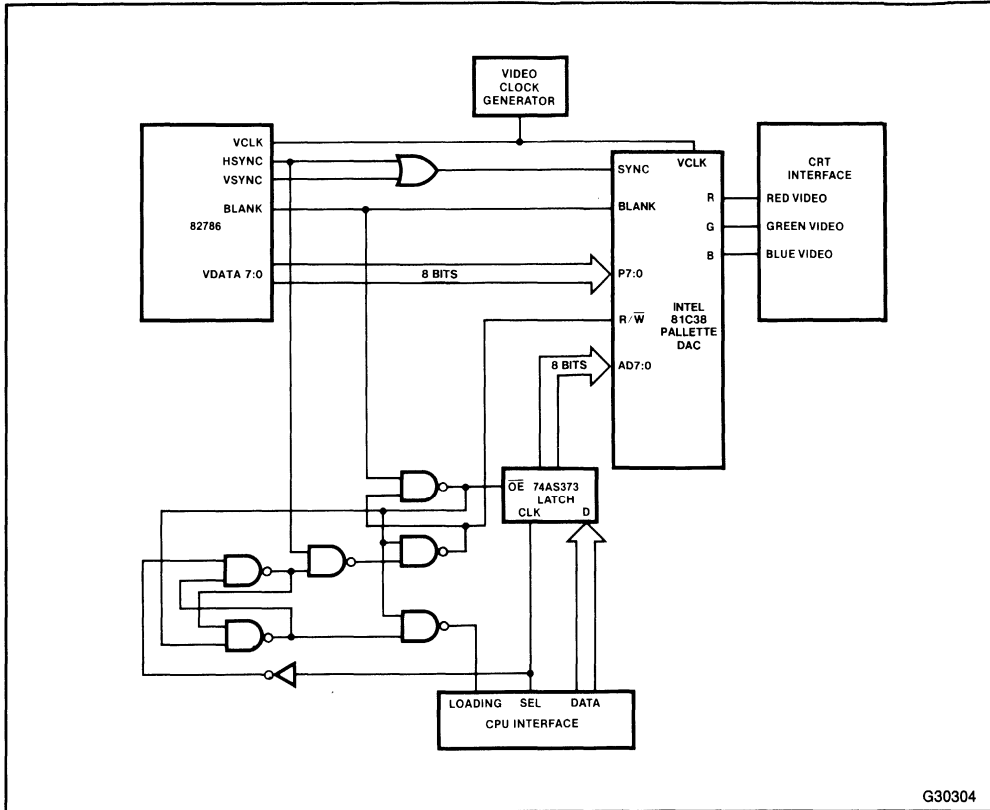 VIDEO
CLOCK
GENERATOR
VCLK
HSYNC
VSYNC
BLANK
82786
VDATA 7:0
8 BITS
VCLK
SYNC
BLANK
R
G
B
P7:0
INTEL
81C38
PALLETTE
DAC
R/W̅
AD7:0
8 BITS
CRT
INTERFACE
RED VIDEO
GREEN VIDEO
BLUE VIDEO
O̅E̅ 74AS373
LATCH
CLK D
LOADING SEL DATA
CPU INTERFACE
G30304